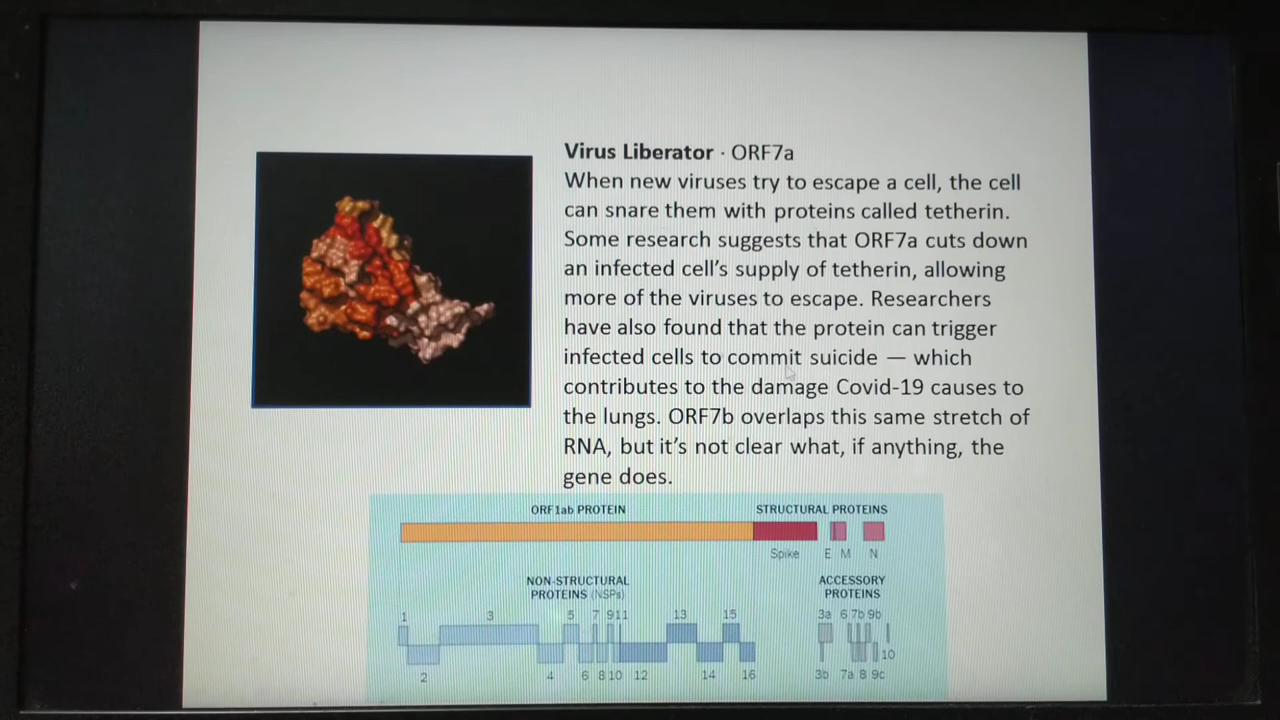 Virus Liberator · ORF7a
When new viruses try to escape a cell, the cell
can snare them with proteins called tetherin.
Some research suggests that ORF7a cuts down
an infected cell's supply of tetherin, allowing
more of the viruses to escape. Researchers
have also found that the protein can trigger
infected cells to commit suicide — which
contributes to the damage Covid-19 causes to
the lungs. ORF7b overlaps this same stretch of
RNA, but it's not clear what, if anything, the
gene does.
ORF1ab PROTEIN STRUCTURAL PROTEINS
Spike E M N
NON-STRUCTURAL ACCESSORY
PROTEINS (NSPs) PROTEINS
1 3 5 7 9 11 13 15 3a 6 7b 9b
10
2 4 6 8 10 12 14 16 3b 7a 8 9c